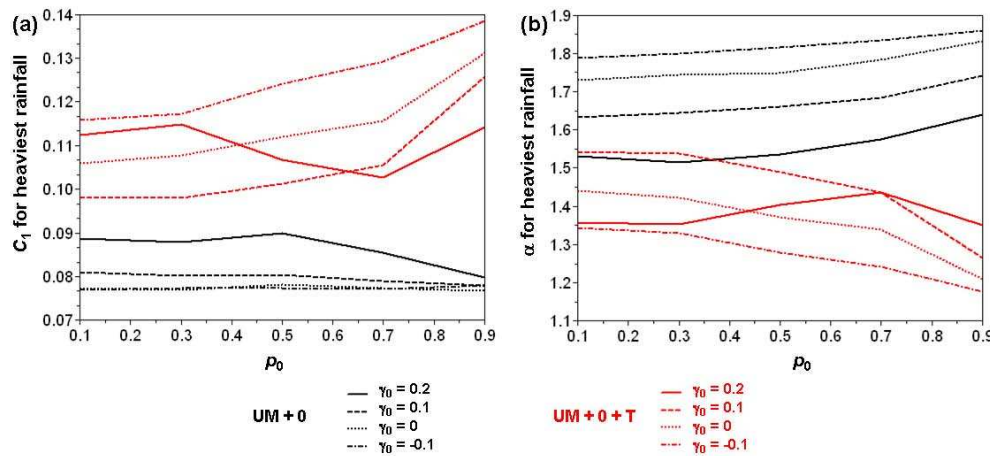 (a)
C₁ for heaviest rainfall
0.14
0.13
0.12
0.11
0.10
0.09
0.08
0.07
0.1 0.2 0.3 0.4 0.5 0.6 0.7 0.8 0.9
p₀
(b)
α for heaviest rainfall
1.9
1.8
1.7
1.6
1.5
1.4
1.3
1.2
1.1
0.1 0.2 0.3 0.4 0.5 0.6 0.7 0.8 0.9
p₀
UM + 0
γ₀ = 0.2
γ₀ = 0.1
γ₀ = 0
γ₀ = -0.1
UM + 0 + T
γ₀ = 0.2
γ₀ = 0.1
γ₀ = 0
γ₀ = -0.1